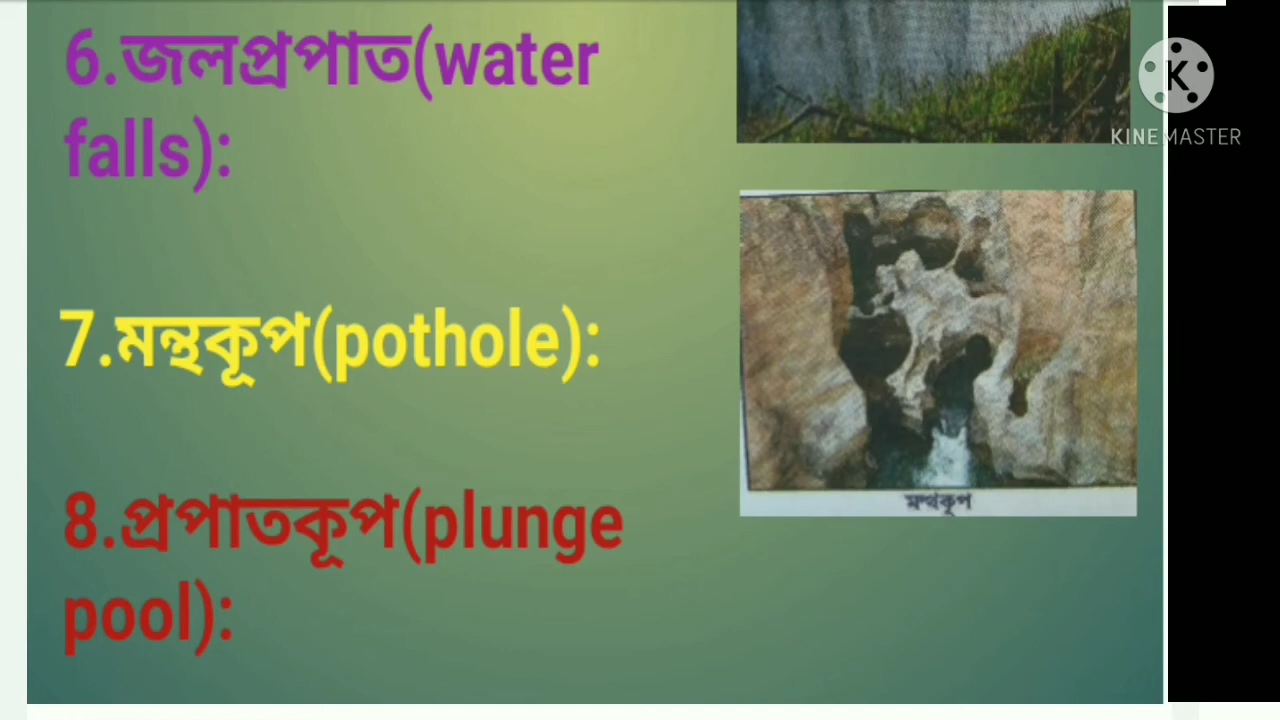 6.জলপ্রপাত(water
falls):
KINEMASTER
7.মন্থকূপ(pothole):
মন্থকূপ
8.প্রপাতকূপ(plunge
pool):